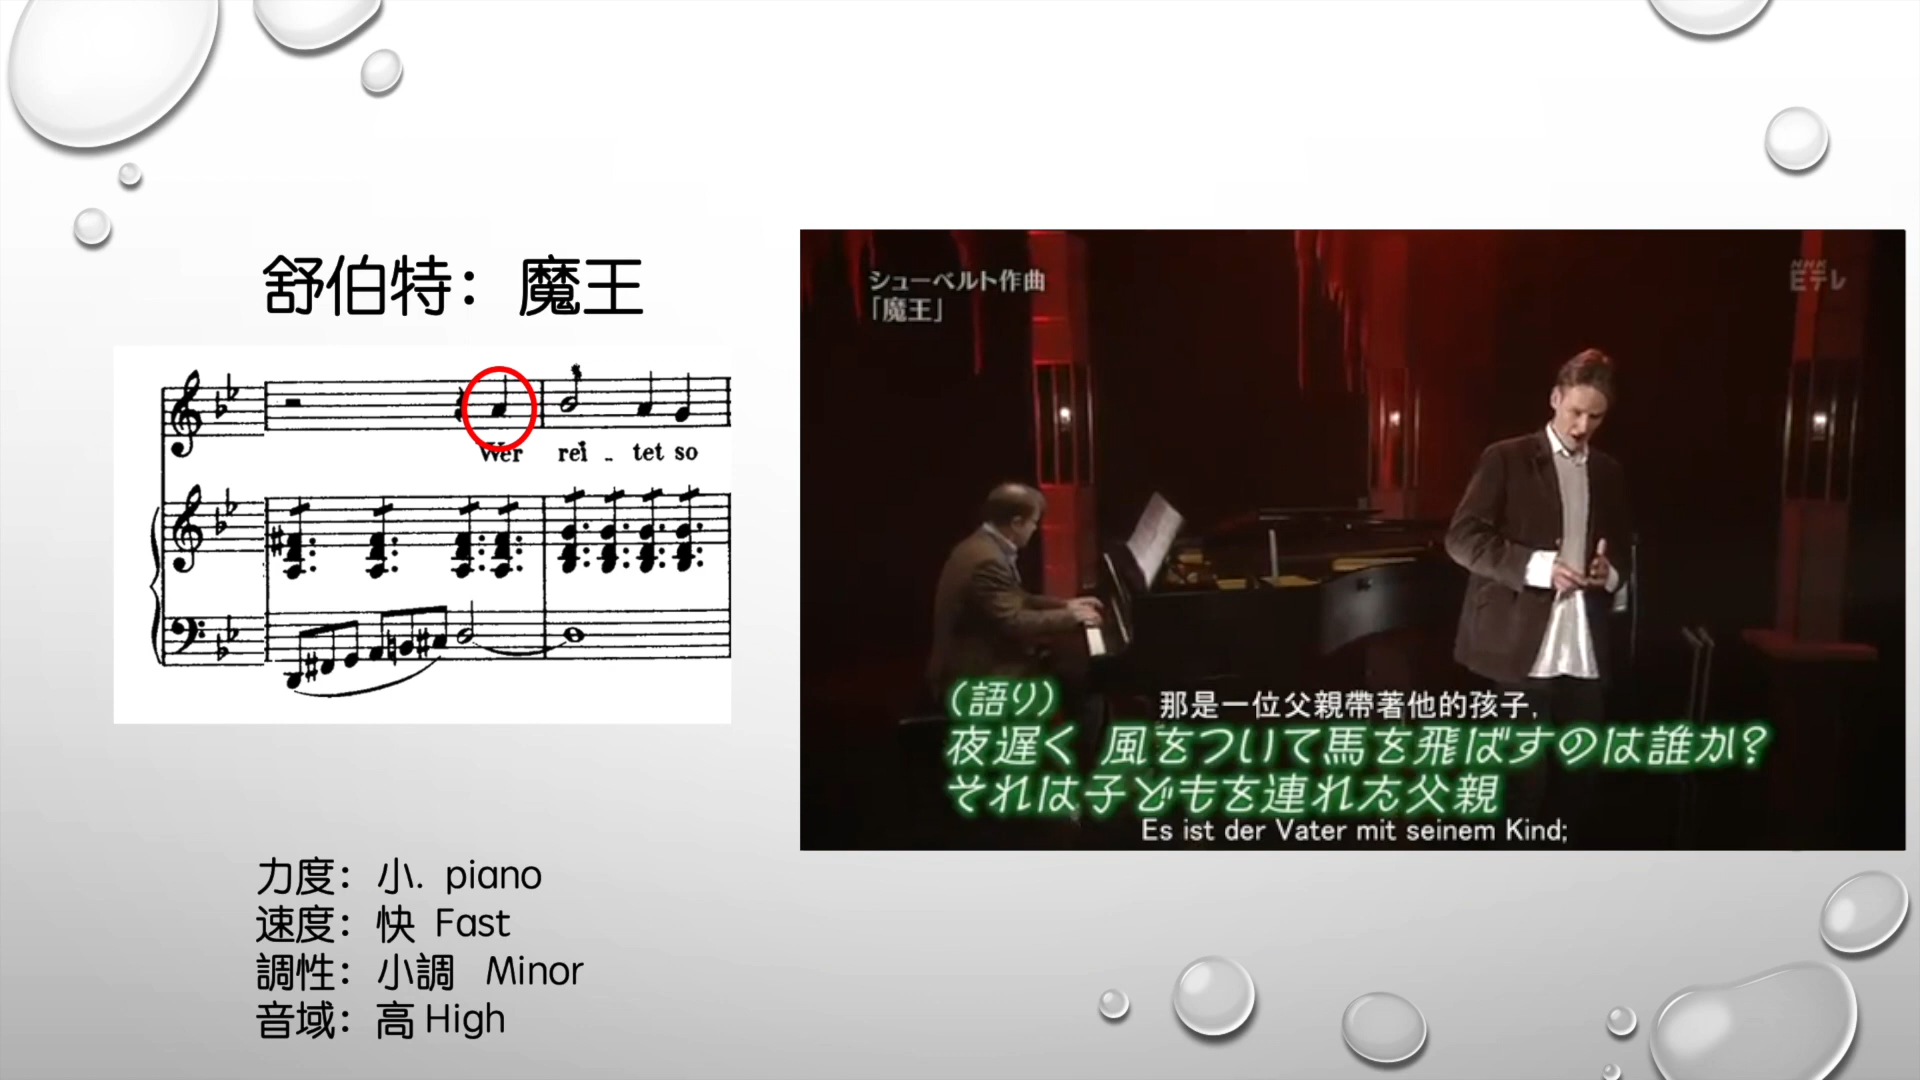 舒伯特：魔王
Wer rei - tet so
シューベルト作曲
「魔王」
NHK
Eテレ
（語り）
那是一位父親帶著他的孩子，
夜遅く 風をついて馬を飛ばすのは誰か？
それは子どもを連れた父親
Es ist der Vater mit seinem Kind;
力度：小. piano
速度：快 Fast
調性：小調 Minor
音域：高 High